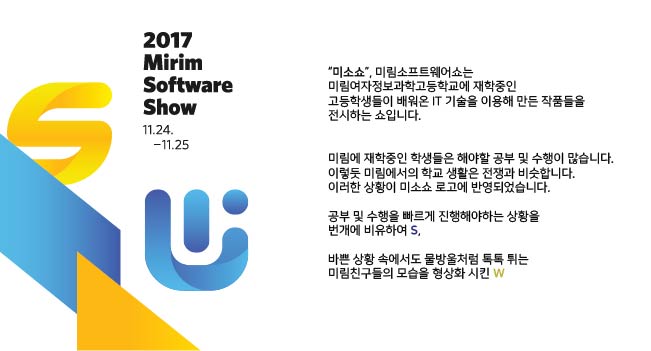 2017
Mirim
Software
Show
11.24.
–11.25
S
W
"미소쇼", 미림소프트웨어쇼는
미림여자정보과학고등학교에 재학중인
고등학생들이 배워온 IT 기술을 이용해 만든 작품들을
전시하는 쇼입니다.
미림에 재학중인 학생들은 해야할 공부 및 수행이 많습니다.
이렇듯 미림에서의 학교 생활은 전쟁과 비슷합니다.
이러한 상황이 미소쇼 로고에 반영되었습니다.
공부 및 수행을 빠르게 진행해야하는 상황을
번개에 비유하여 S,
바쁜 상황 속에서도 물방울처럼 톡톡 튀는
미림친구들의 모습을 형상화 시킨 W